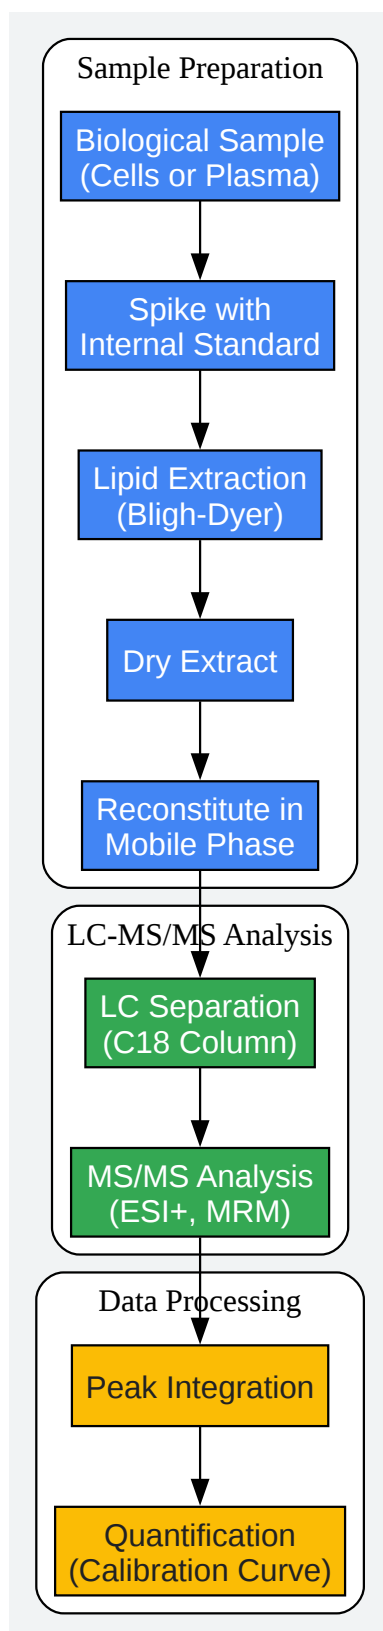 Sample Preparation
Biological Sample
(Cells or Plasma)
Spike with
Internal Standard
Lipid Extraction
(Bligh-Dyer)
Dry Extract
Reconstitute in
Mobile Phase
LC-MS/MS Analysis
LC Separation
(C18 Column)
MS/MS Analysis
(ESI+, MRM)
Data Processing
Peak Integration
Quantification
(Calibration Curve)